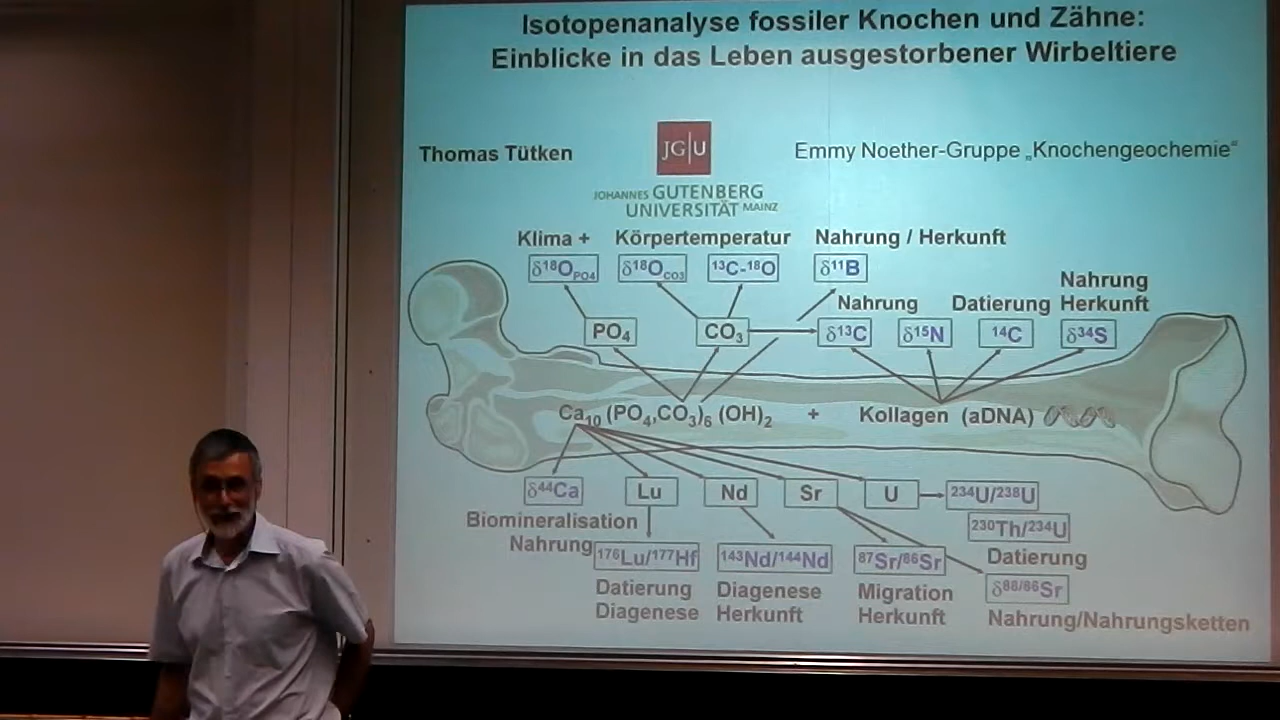 Isotopenanalyse fossiler Knochen und Zähne:
Einblicke in das Leben ausgestorbener Wirbeltiere
Thomas Tütken
JG|U
Emmy Noether-Gruppe „Knochengeochemie“
JOHANNES GUTENBERG
UNIVERSITÄT MAINZ
Klima + Körpertemperatur Nahrung / Herkunft
δ¹⁸O_PO4 δ¹⁸O_CO3 ¹³C-¹⁸O δ¹¹B
Nahrung
Herkunft
Nahrung Datierung
PO₄ CO₃ δ¹³C δ¹⁵N ¹⁴C δ³⁴S
Ca₁₀ (PO₄,CO₃)₆ (OH)₂ + Kollagen (aDNA)
δ⁴⁴Ca Lu Nd Sr U ²³⁴U/²³⁸U
Biomineralisation
Nahrung
²³⁰Th/²³⁴U
Datierung
¹⁷⁶Lu/¹⁷⁷Hf ¹⁴³Nd/¹⁴⁴Nd ⁸⁷Sr/⁸⁶Sr
Datierung
Diagenese
Diagenese
Herkunft
Migration
Herkunft
δ⁸⁸/⁸⁶Sr
Nahrung/Nahrungsketten